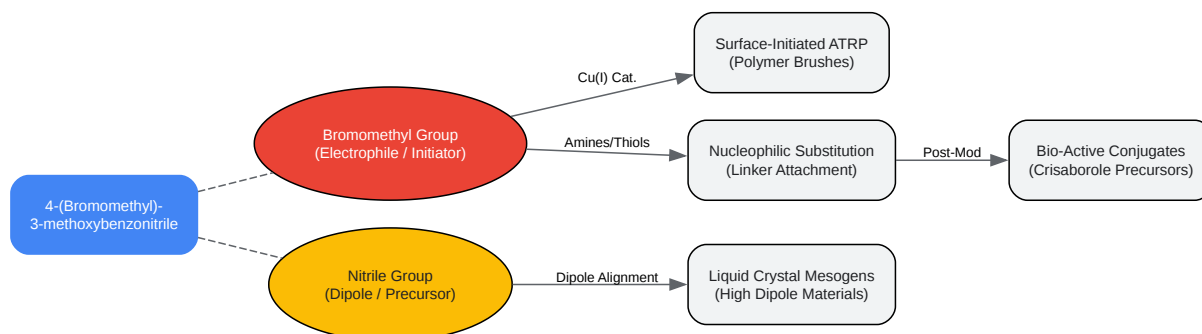 Surface-Initiated ATRP
(Polymer Brushes)
Cu(I) Cat.
Bromomethyl Group
(Electrophile / Initiator)
Amines/Thiols
Nucleophilic Substitution
(Linker Attachment)
Post-Mod
Bio-Active Conjugates
(Crisaborole Precursors)
4-(Bromomethyl)-
3-methoxybenzonitrile
Nitrile Group
(Dipole / Precursor)
Dipole Alignment
Liquid Crystal Mesogens
(High Dipole Materials)